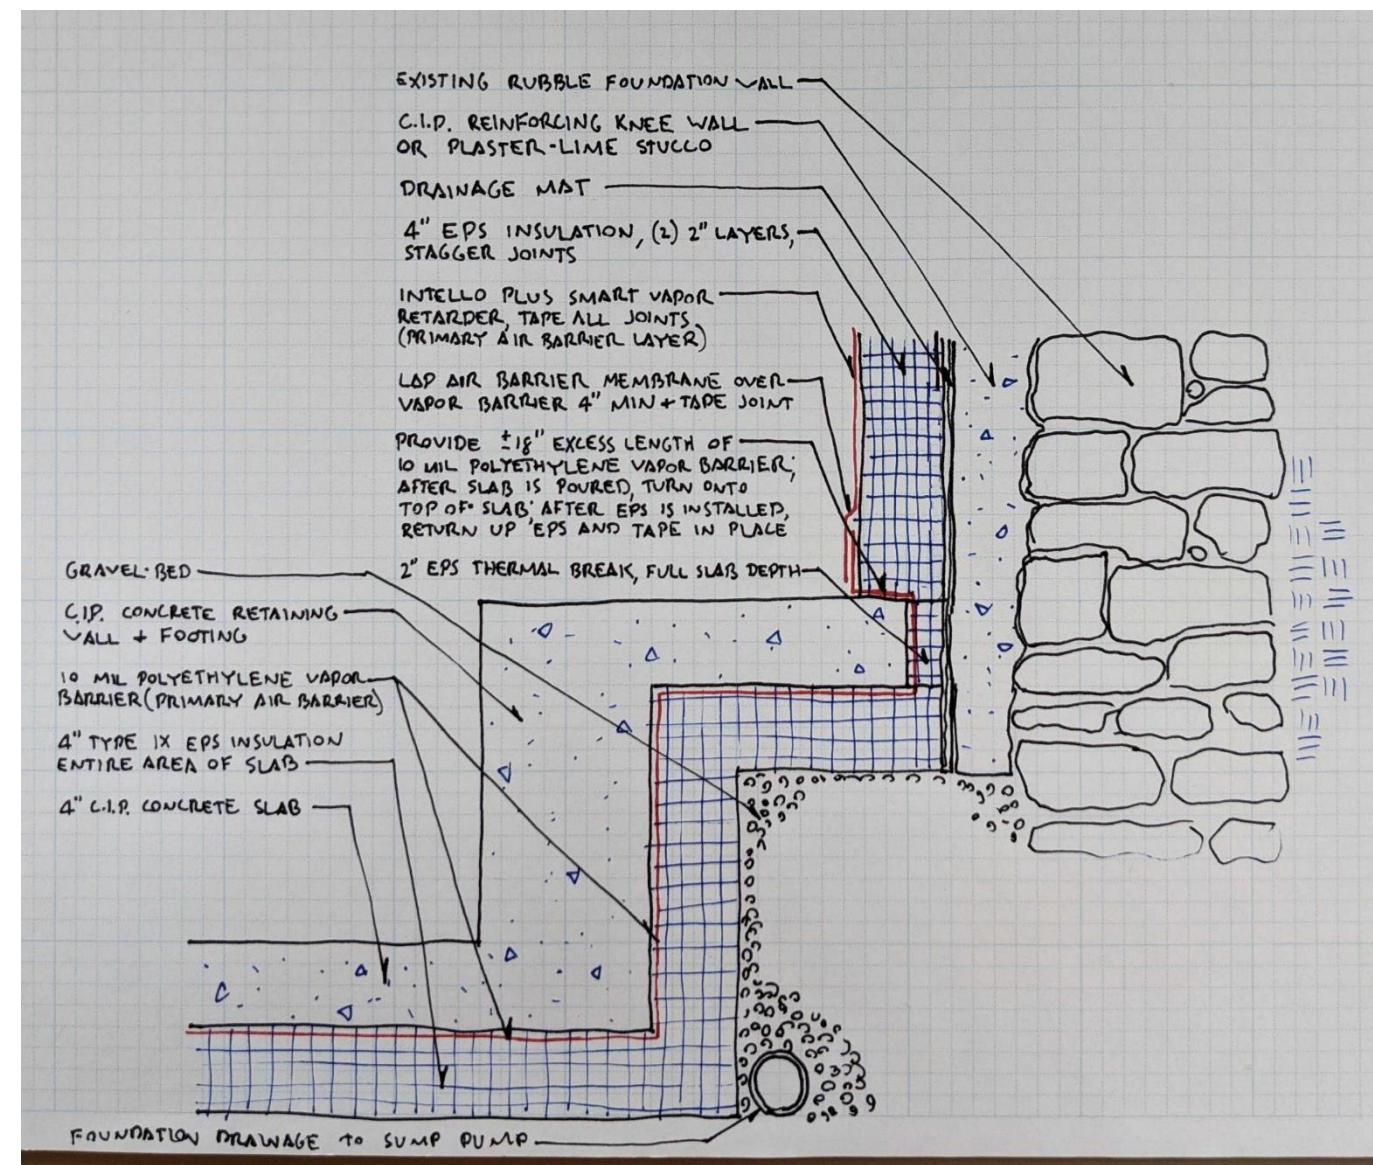 EXISTING RUBBLE FOUNDATION WALL
C.I.P. REINFORCING KNEE WALL
OR PLASTER-LIME STUCCO
DRAINAGE MAT
4" EPS INSULATION, (2) 2" LAYERS,
STAGGER JOINTS
INTELLO PLUS SMART VAPOR
RETARDER, TAPE ALL JOINTS
(PRIMARY AIR BARRIER LAYER)
LAP AIR BARRIER MEMBRANE OVER
VAPOR BARRIER 4" MIN + TAPE JOINT
PROVIDE ±18" EXCESS LENGTH OF
10 MIL POLYETHYLENE VAPOR BARRIER;
AFTER SLAB IS POURED, TURN ONTO
TOP OF SLAB; AFTER EPS IS INSTALLED,
RETURN UP EPS AND TAPE IN PLACE
2" EPS THERMAL BREAK, FULL SLAB DEPTH
GRAVEL BED
C.I.P. CONCRETE RETAINING
WALL + FOOTING
10 MIL POLYETHYLENE VAPOR
BARRIER (PRIMARY AIR BARRIER)
4" TYPE IX EPS INSULATION
ENTIRE AREA OF SLAB
4" C.I.P. CONCRETE SLAB
FOUNDATION DRAINAGE TO SUMP PUMP